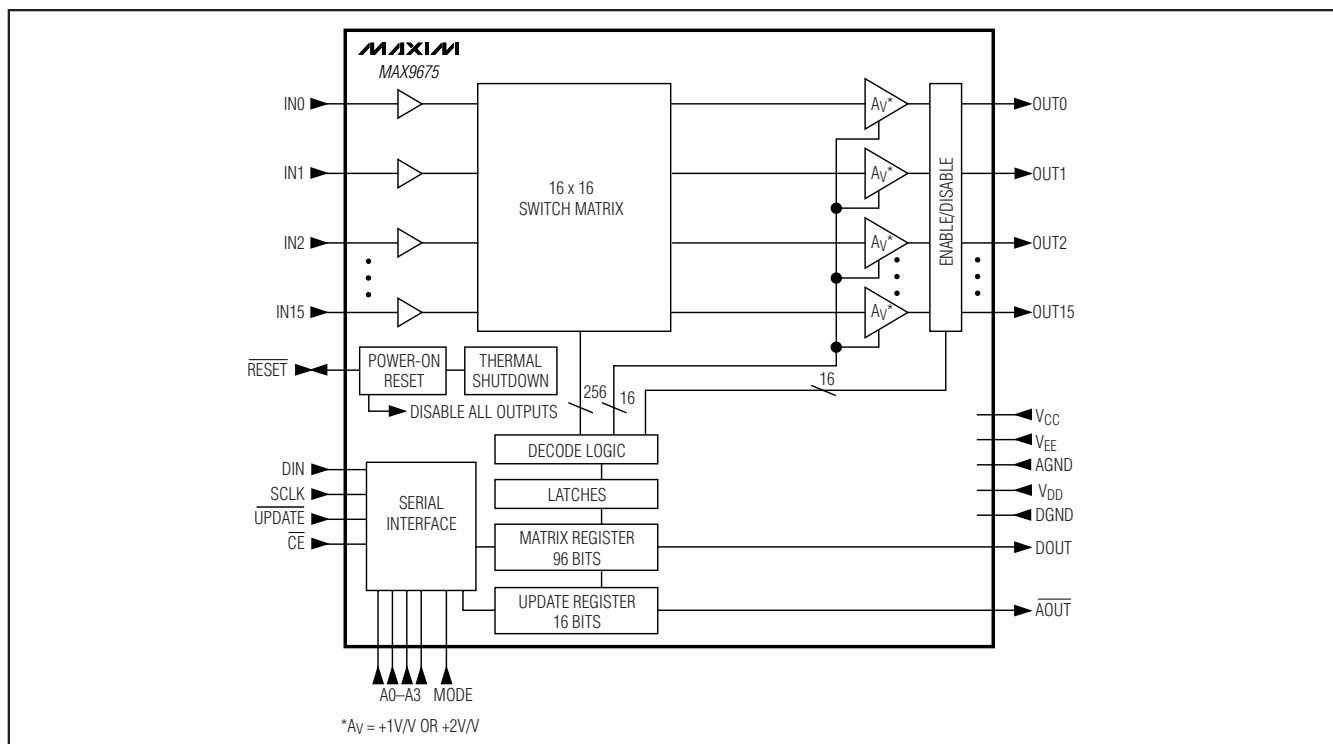 MAXIM
MAX9675
IN0
IN1
IN2
IN15
16 x 16
SWITCH MATRIX
AV*
AV*
AV*
AV*
ENABLE/DISABLE
OUT0
OUT1
OUT2
OUT15
RESET
POWER-ON
RESET
THERMAL
SHUTDOWN
DISABLE ALL OUTPUTS
256
16
16
DECODE LOGIC
LATCHES
MATRIX REGISTER
96 BITS
UPDATE REGISTER
16 BITS
DIN
SCLK
UPDATE
CE
SERIAL
INTERFACE
A0–A3
MODE
VCC
VEE
AGND
VDD
DGND
DOUT
AOUT
*AV = +1V/V OR +2V/V